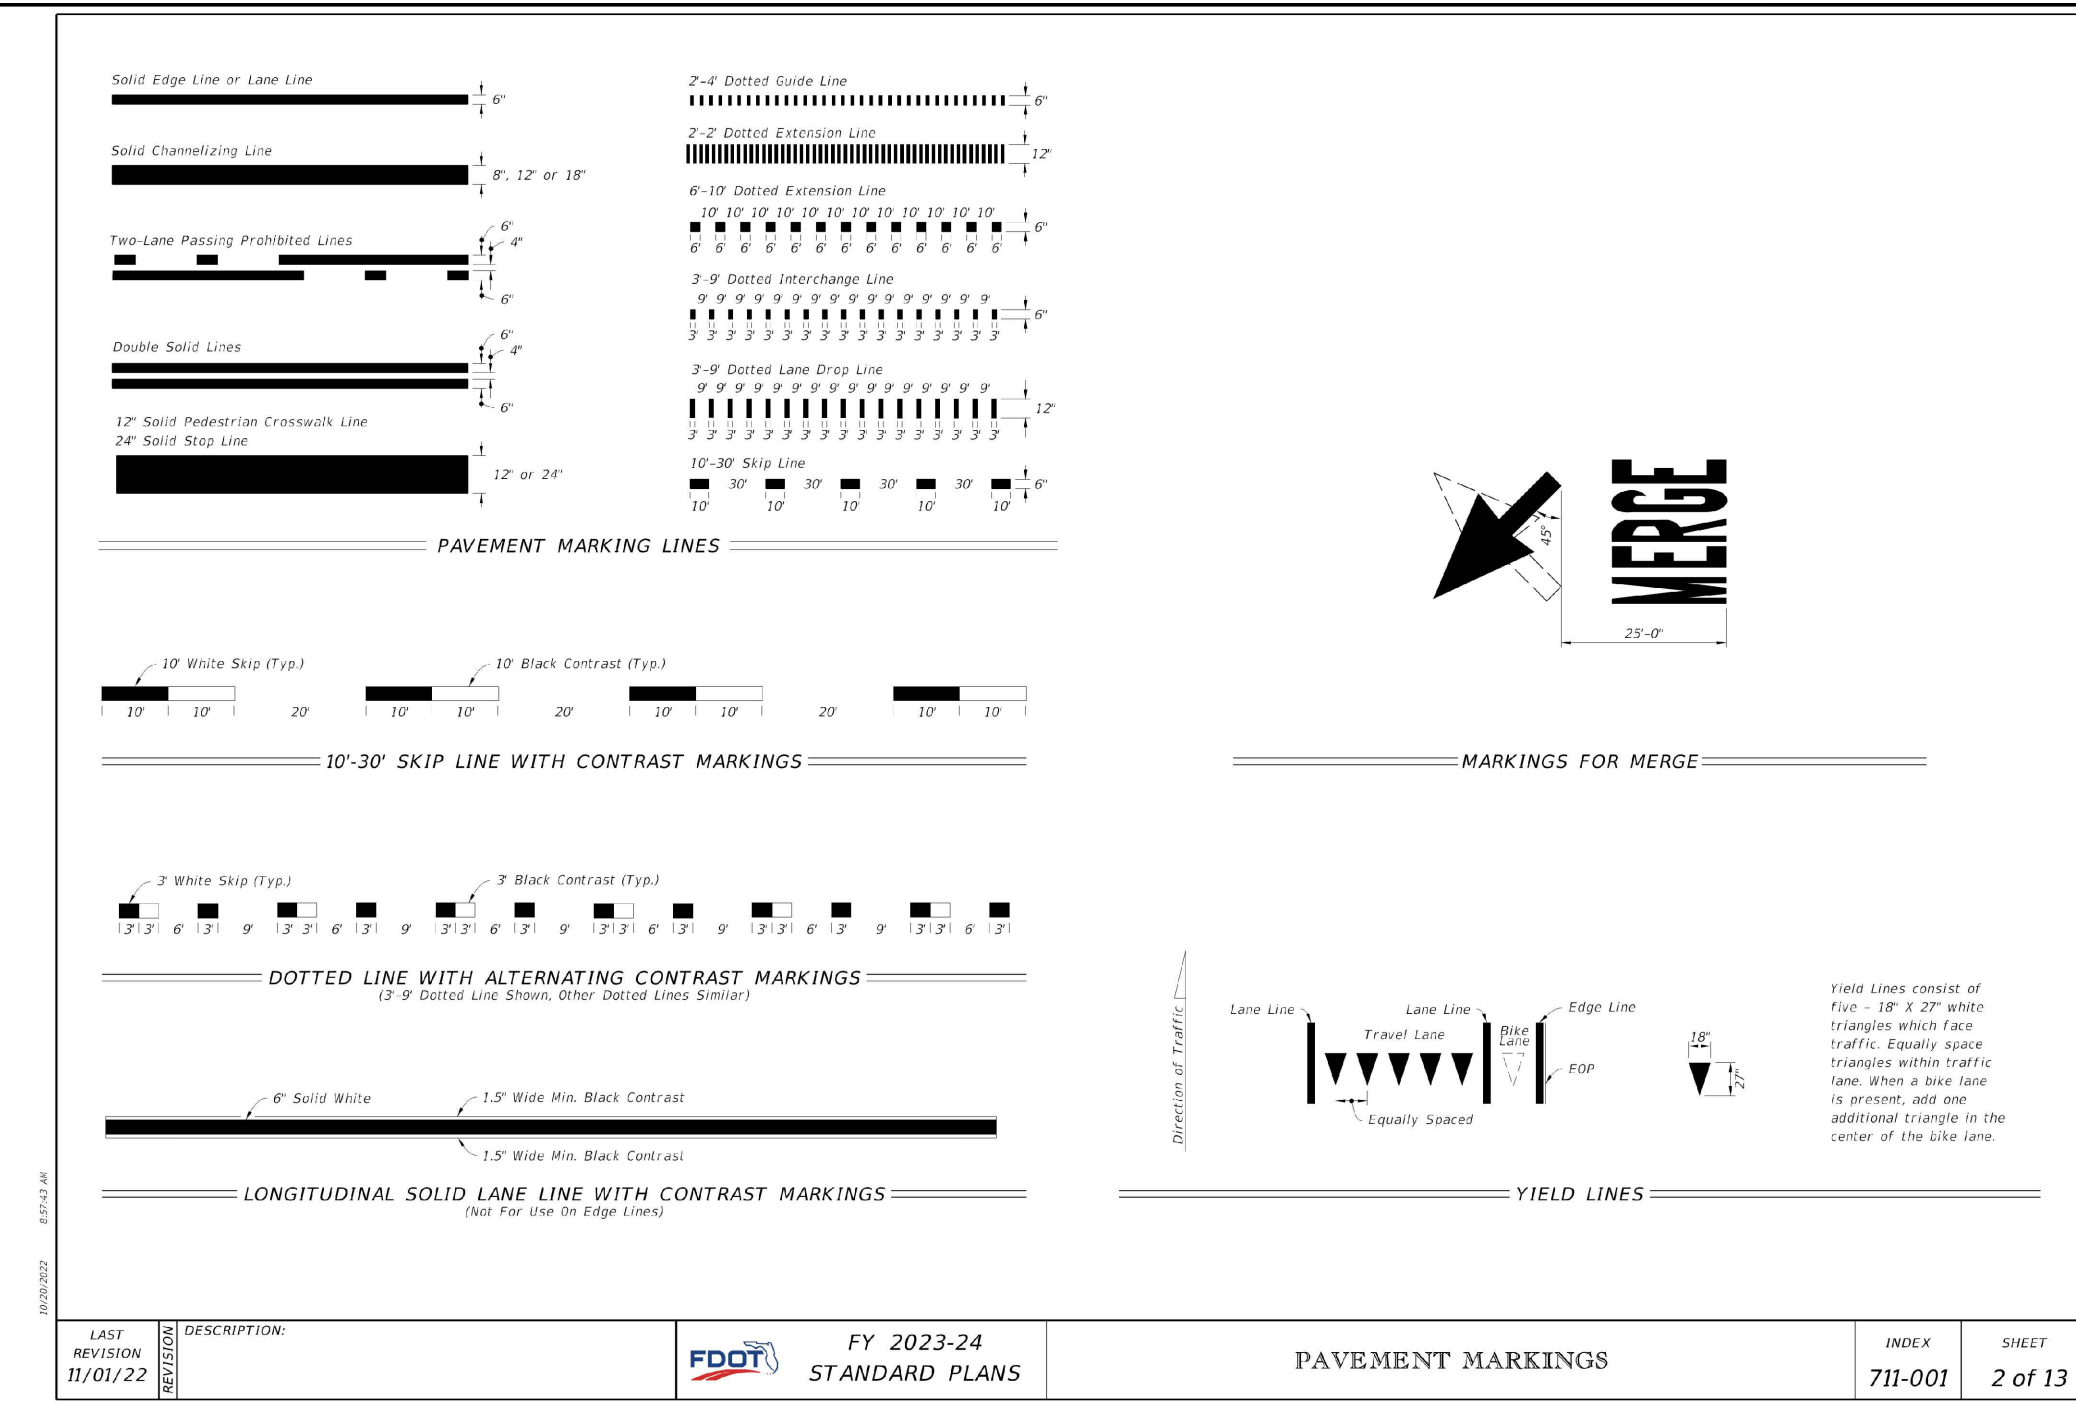 Solid Edge Line or Lane Line
6"
Solid Channelizing Line
8", 12" or 18"
Two-Lane Passing Prohibited Lines
6"
4"
6"
Double Solid Lines
6"
4"
6"
12" Solid Pedestrian Crosswalk Line
24" Solid Stop Line
12" or 24"
2'-4' Dotted Guide Line
6"
2'-2' Dotted Extension Line
12"
6'-10' Dotted Extension Line
10' 10' 10' 10' 10' 10' 10' 10' 10' 10' 10' 10'
6"
6' 6' 6' 6' 6' 6' 6' 6' 6' 6' 6' 6' 6'
3'-9' Dotted Interchange Line
9' 9' 9' 9' 9' 9' 9' 9' 9' 9' 9' 9' 9' 9' 9' 9'
6"
3' 3' 3' 3' 3' 3' 3' 3' 3' 3' 3' 3' 3' 3' 3' 3' 3'
3'-9' Dotted Lane Drop Line
9' 9' 9' 9' 9' 9' 9' 9' 9' 9' 9' 9' 9' 9' 9' 9'
12"
3' 3' 3' 3' 3' 3' 3' 3' 3' 3' 3' 3' 3' 3' 3' 3' 3'
10'-30' Skip Line
30' 30' 30' 30'
6"
10' 10' 10' 10' 10'
PAVEMENT MARKING LINES
10' White Skip (Typ.)
10' Black Contrast (Typ.)
10' 10' 20' 10' 10' 20' 10' 10' 20' 10' 10'
10'-30' SKIP LINE WITH CONTRAST MARKINGS
3' White Skip (Typ.)
3' Black Contrast (Typ.)
3' 3' 6' 3' 9' 3' 3' 6' 3' 9' 3' 3' 6' 3' 9' 3' 3' 6' 3' 9' 3' 3' 6' 3' 9' 3' 3' 6' 3'
DOTTED LINE WITH ALTERNATING CONTRAST MARKINGS
(3'-9' Dotted Line Shown, Other Dotted Lines Similar)
6" Solid White
1.5" Wide Min. Black Contrast
1.5" Wide Min. Black Contrast
LONGITUDINAL SOLID LANE LINE WITH CONTRAST MARKINGS
(Not For Use On Edge Lines)
45°
MERGE
25'-0"
MARKINGS FOR MERGE
Direction of Traffic
Lane Line
Lane Line
Edge Line
Travel Lane
Bike
Lane
EOP
Equally Spaced
18"
27"
Yield Lines consist of
five - 18" X 27" white
triangles which face
traffic. Equally space
triangles within traffic
lane. When a bike lane
is present, add one
additional triangle in the
center of the bike lane.
YIELD LINES
10/20/2022 8:57:43 AM
LAST
REVISION
11/01/22
REVISION
DESCRIPTION:
FDOT
FY 2023-24
STANDARD PLANS
PAVEMENT MARKINGS
INDEX
711-001
SHEET
2 of 13